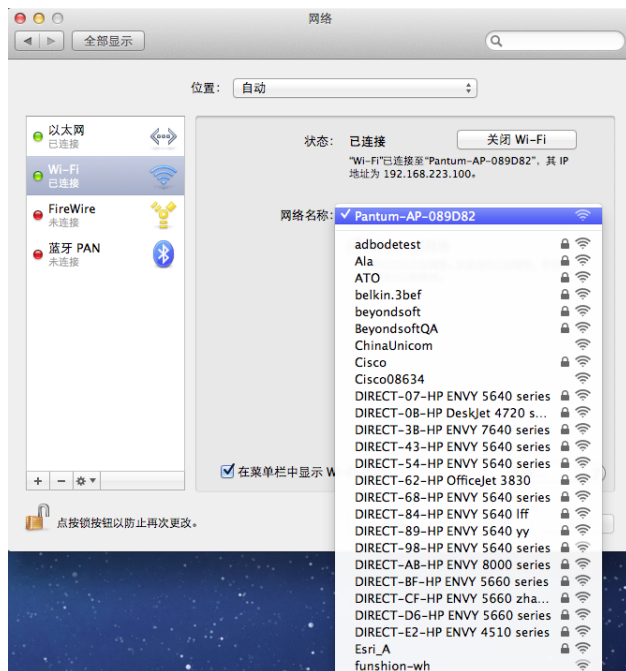 网络
全部显示
位置： 自动
以太网
已连接
Wi-Fi
已连接
FireWire
未连接
蓝牙 PAN
未连接
状态： 已连接 关闭 Wi-Fi
“Wi-Fi”已连接至“Pantum-AP-089D82”，其 IP
地址为 192.168.223.100。
网络名称： ✓ Pantum-AP-089D82
adbodetest
Ala
ATO
belkin.3bef
beyondsoft
BeyondsoftQA
ChinaUnicom
Cisco
Cisco08634
DIRECT-07-HP ENVY 5640 series
DIRECT-0B-HP DeskJet 4720 s...
DIRECT-3B-HP ENVY 7640 series
DIRECT-43-HP ENVY 5640 series
DIRECT-54-HP ENVY 5640 series
DIRECT-62-HP OfficeJet 3830
DIRECT-68-HP ENVY 5640 series
DIRECT-84-HP ENVY 5640 lff
DIRECT-89-HP ENVY 5640 yy
DIRECT-98-HP ENVY 5640 series
DIRECT-AB-HP ENVY 8000 series
DIRECT-BF-HP ENVY 5660 series
DIRECT-CF-HP ENVY 5660 zha...
DIRECT-D6-HP ENVY 5660 series
DIRECT-E2-HP ENVY 4510 series
Esri_A
funshion-wh
在菜单栏中显示 W
点按锁按钮以防止再次更改。